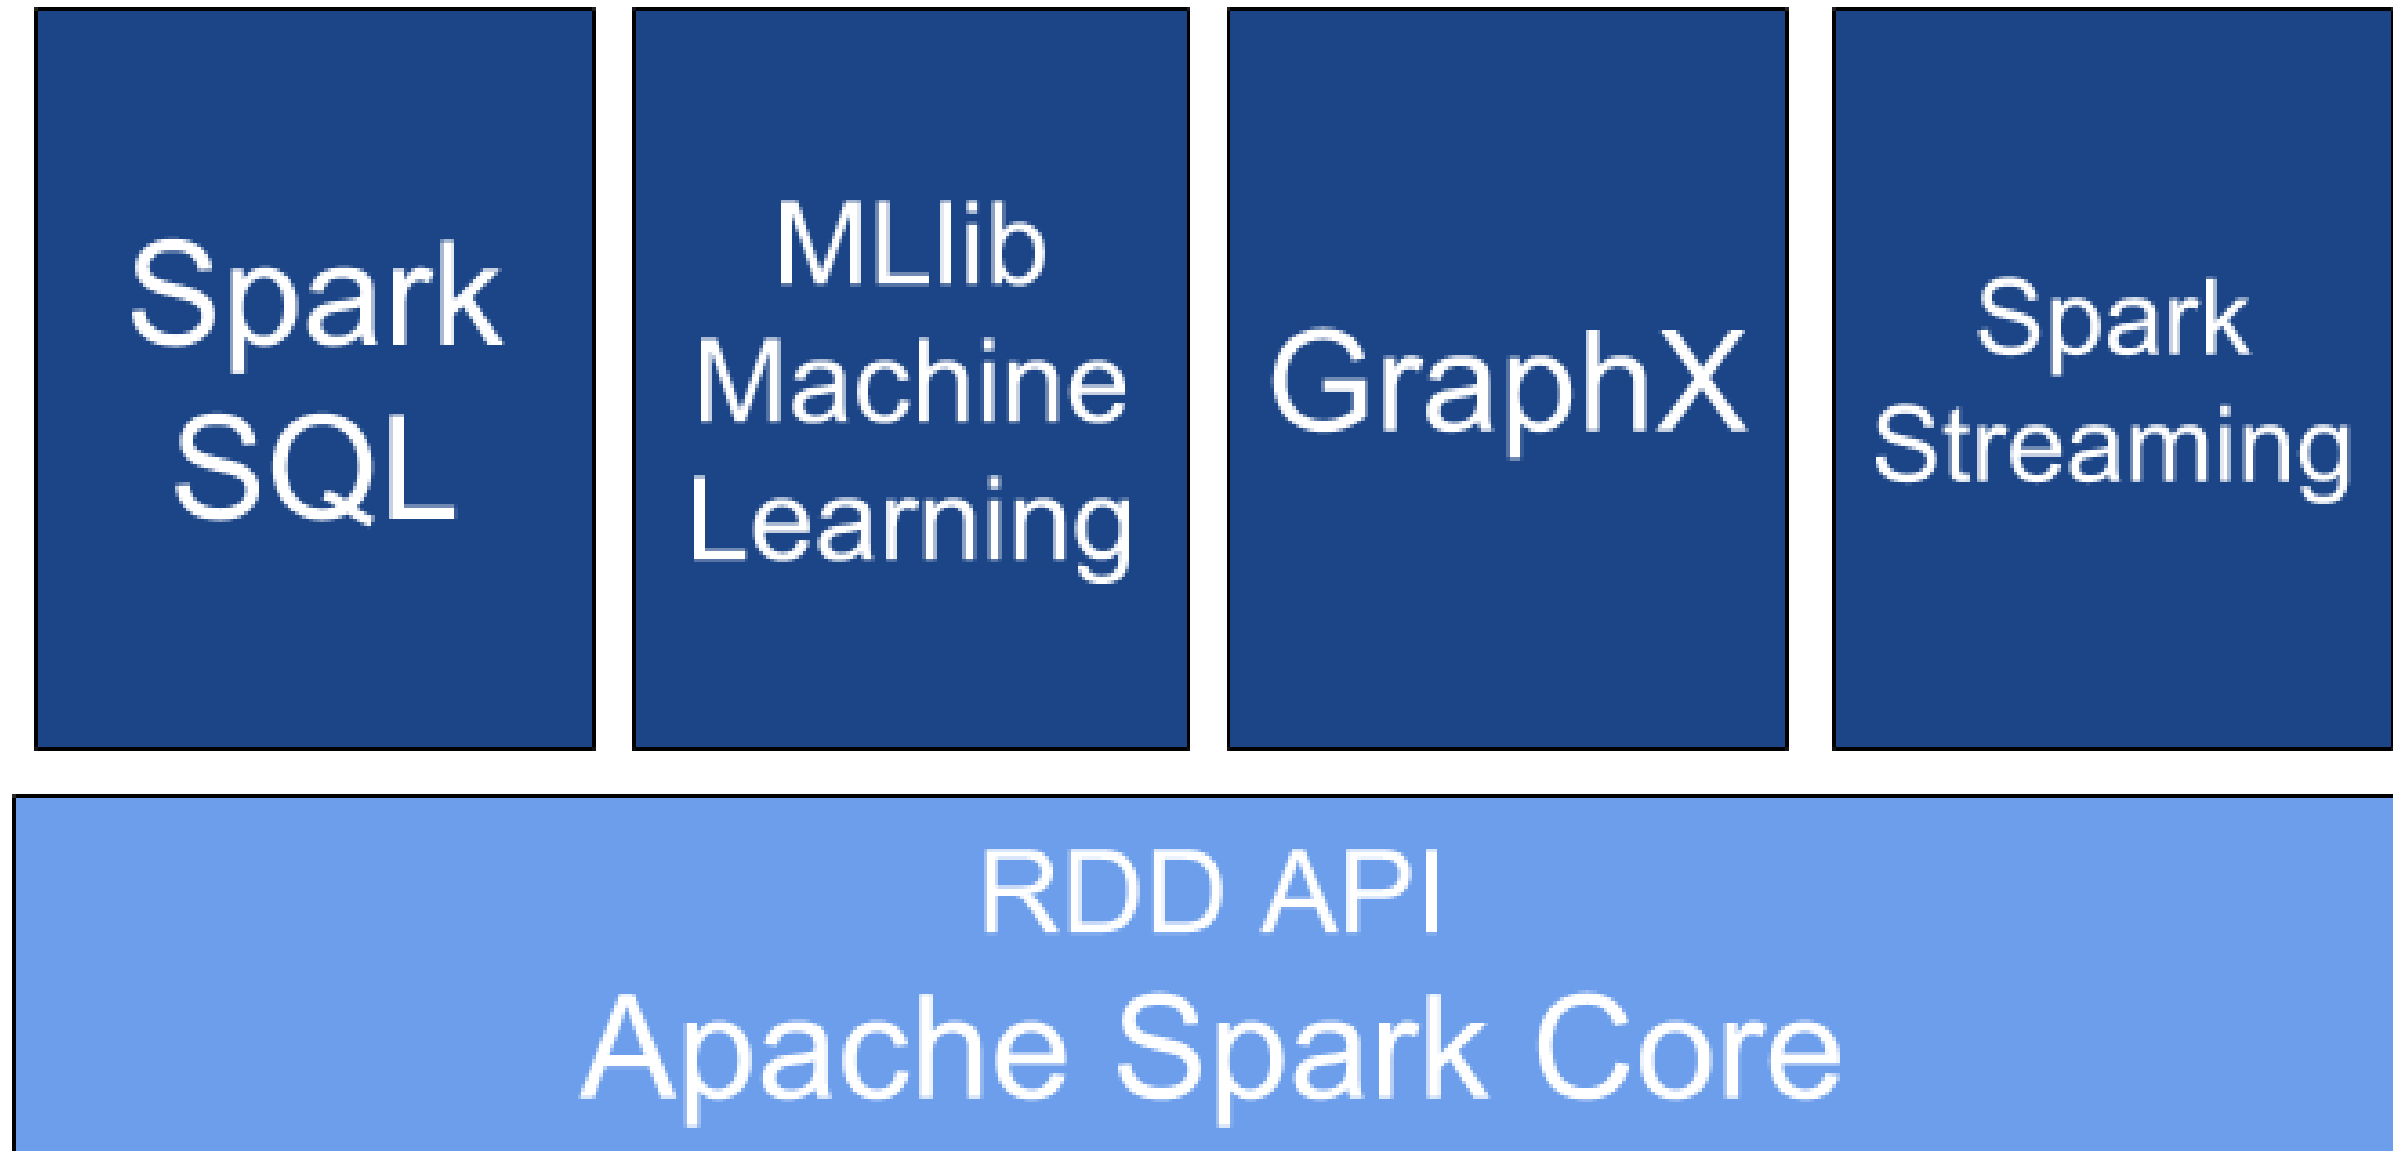 Spark
SQL
MLlib
Machine
Learning
GraphX
Spark
Streaming
RDD API
Apache Spark Core